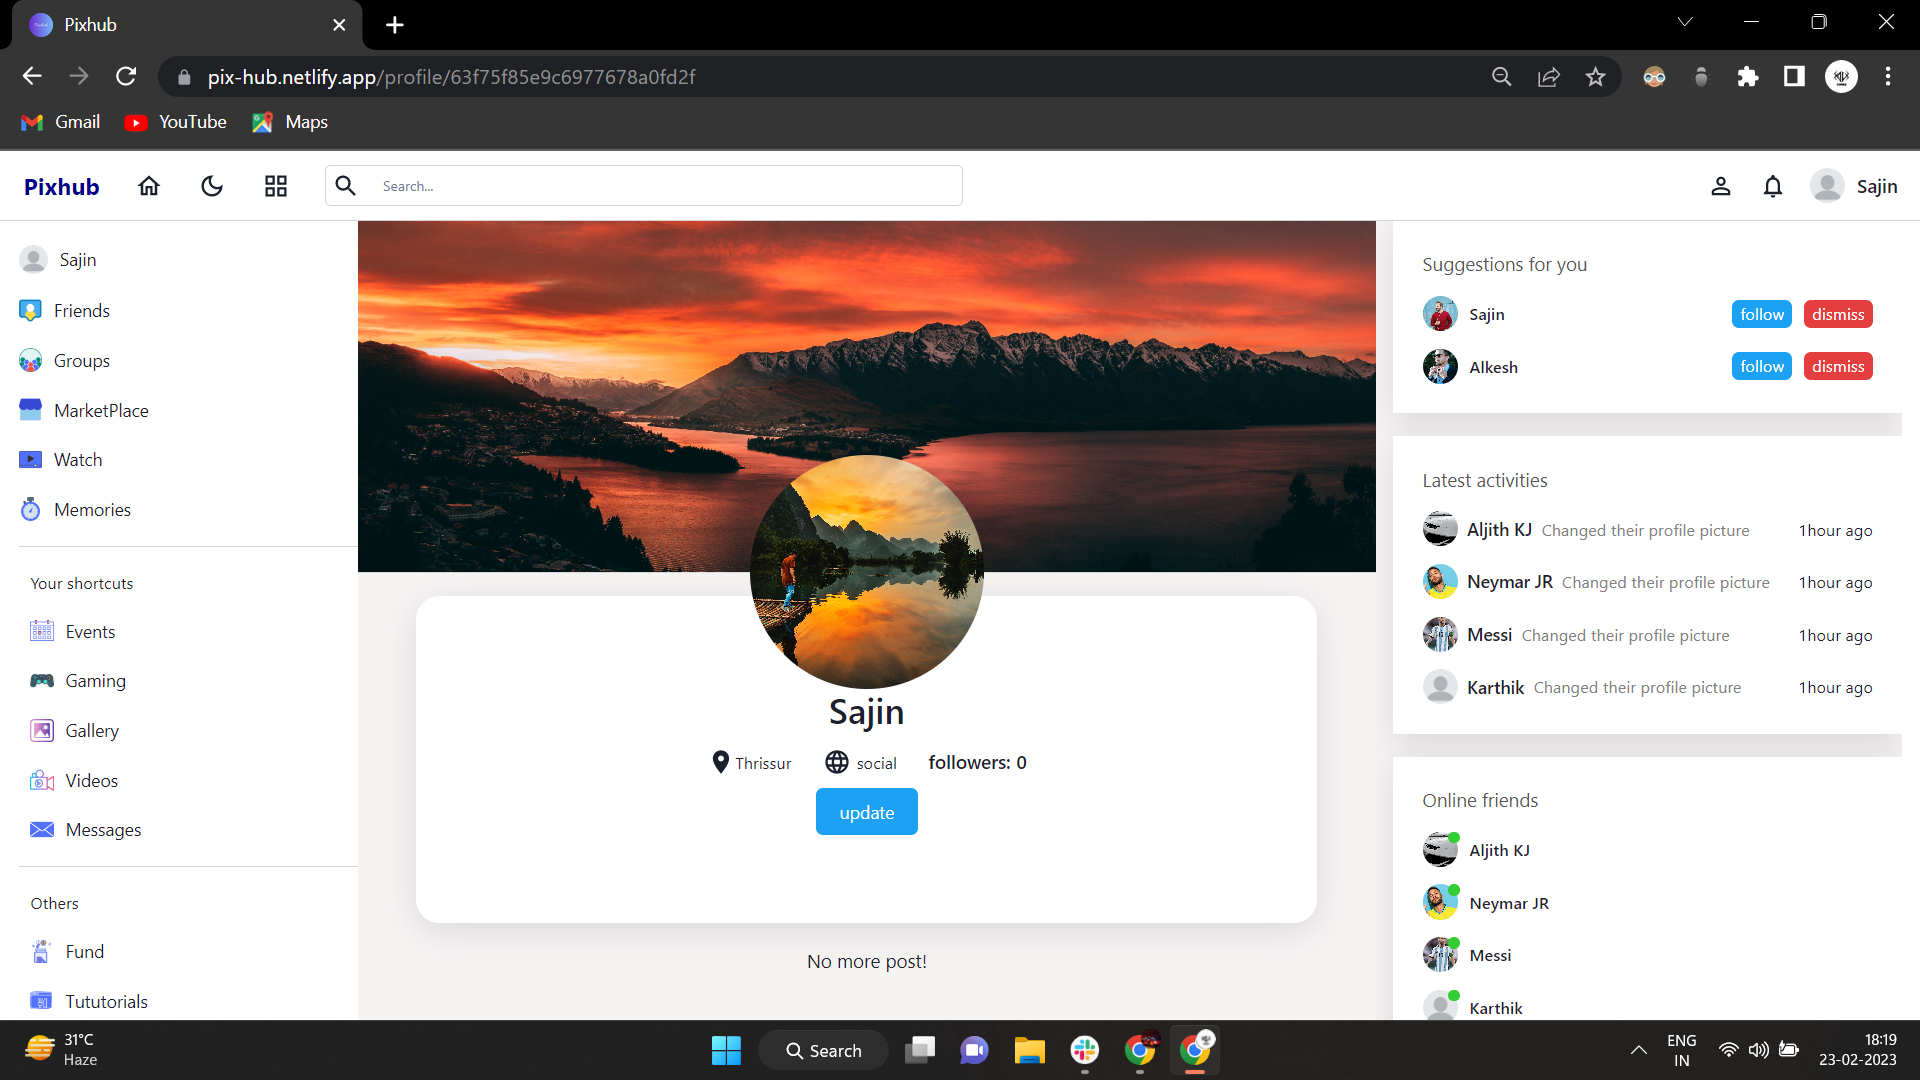 Pixhub
pix-hub.netlify.app/profile/63f75f85e9c6977678a0fd2f
Gmail
YouTube
Maps
Pixhub
Search...
Sajin
Sajin
Friends
Groups
MarketPlace
Watch
Memories
Your shortcuts
Events
Gaming
Gallery
Videos
Messages
Others
Fund
Tututorials
Sajin
Thrissur
social
followers: 0
update
No more post!
Suggestions for you
Sajin
follow
dismiss
Alkesh
follow
dismiss
Latest activities
Aljith KJ Changed their profile picture 1hour ago
Neymar JR Changed their profile picture 1hour ago
Messi Changed their profile picture 1hour ago
Karthik Changed their profile picture 1hour ago
Online friends
Aljith KJ
Neymar JR
Messi
Karthik
31°C
Haze
Search
ENG
IN
18:19
23-02-2023